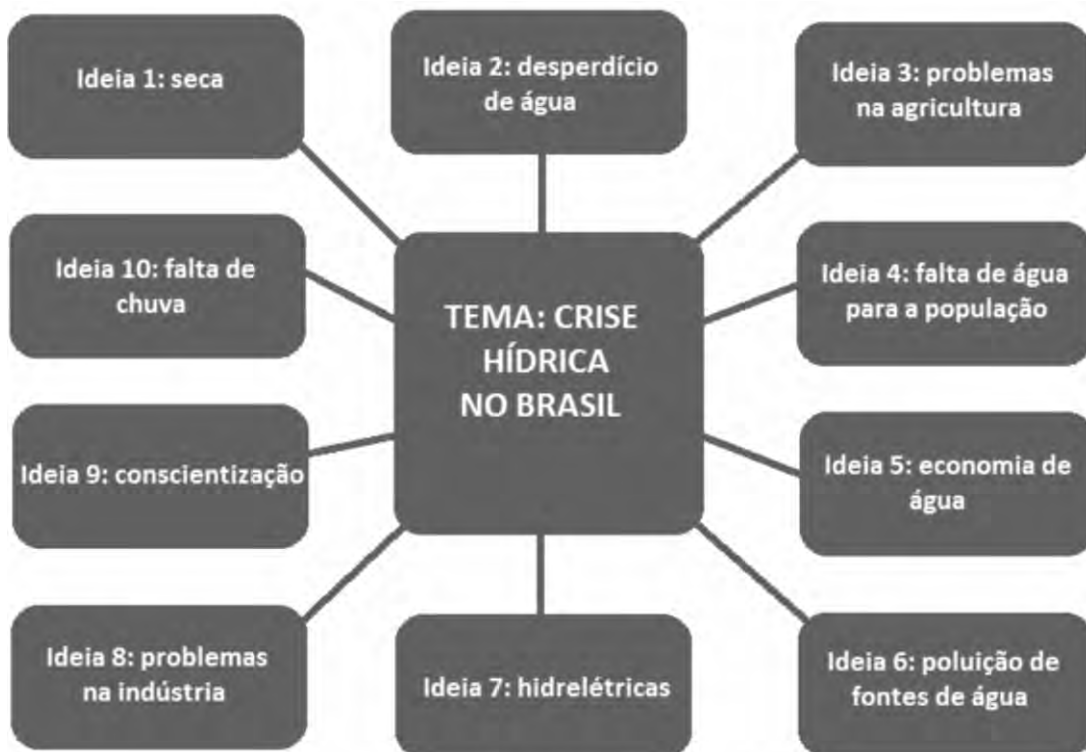 Ideia 1: seca
Ideia 2: desperdício
de água
Ideia 3: problemas
na agricultura
Ideia 10: falta de
chuva
TEMA: CRISE
HÍDRICA
NO BRASIL
Ideia 4: falta de água
para a população
Ideia 9: conscientização
Ideia 5: economia de
água
Ideia 8: problemas
na indústria
Ideia 7: hidrelétricas
Ideia 6: poluição de
fontes de água